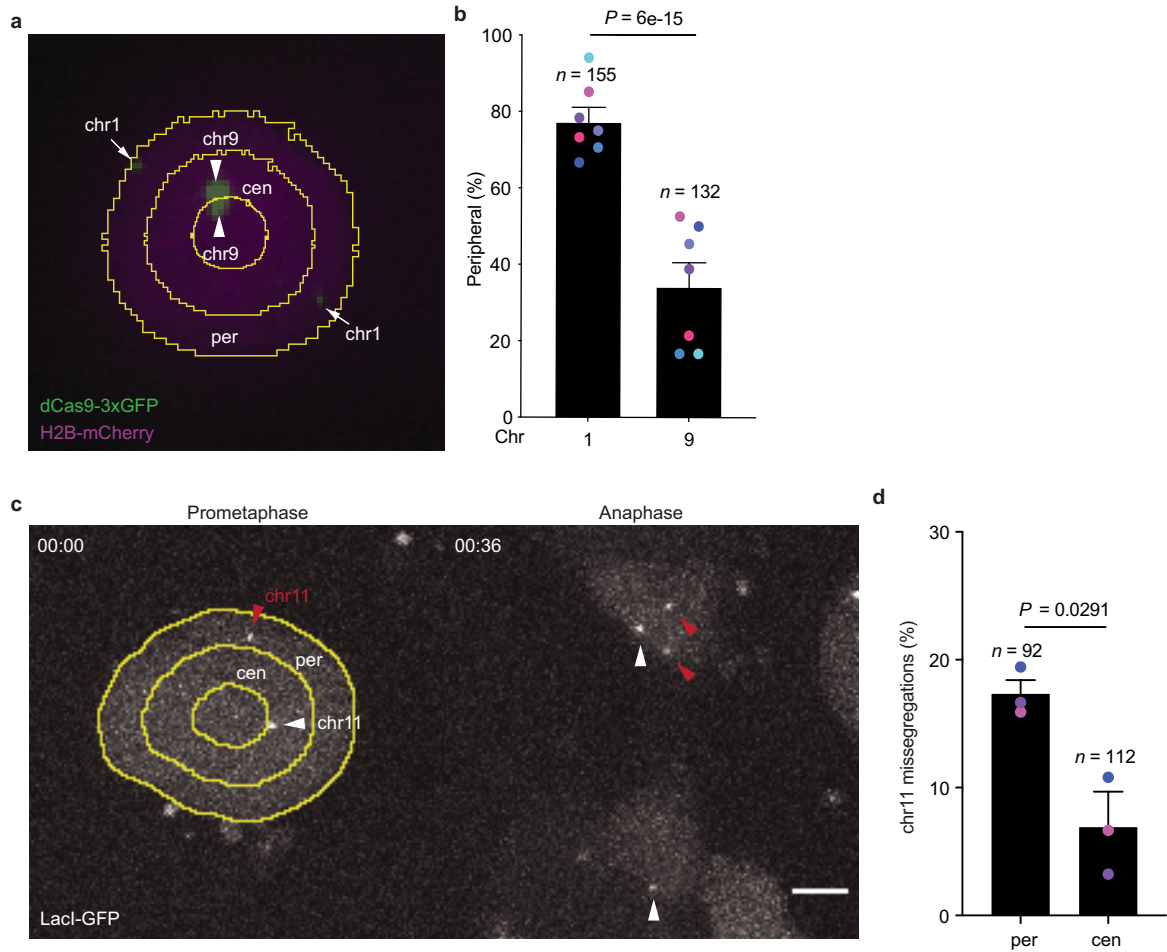 a
chr1
chr9
cen
chr9
per
chr1
dCas9-3xGFP
H2B-mCherry
b
P = 6e-15
100
80
60
40
20
0
Peripheral (%)
n = 155
n = 132
Chr
1
9
c
Prometaphase
Anaphase
00:00
00:36
chr11
per
cen
chr11
LacI-GFP
d
30
20
10
0
chr11 missegregations (%)
P = 0.0291
n = 92
n = 112
per
cen